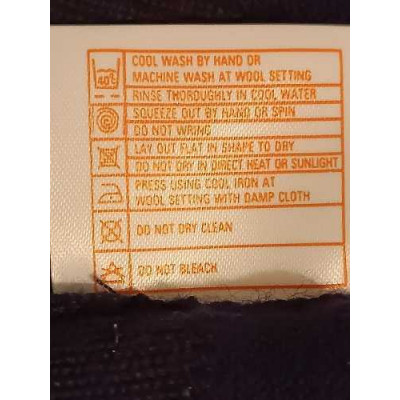 COOL WASH BY HAND OR
40°
MACHINE WASH AT WOOL SETTING
RINSE THOROUGHLY IN COOL WATER
SQUEEZE OUT BY HAND OR SPIN
DO NOT WRING
LAY OUT FLAT IN SHAPE TO DRY
DO NOT DRY IN DIRECT HEAT OR SUNLIGHT
PRESS USING COOL IRON AT
WOOL SETTING WITH DAMP CLOTH
DO NOT DRY CLEAN
DO NOT BLEACH